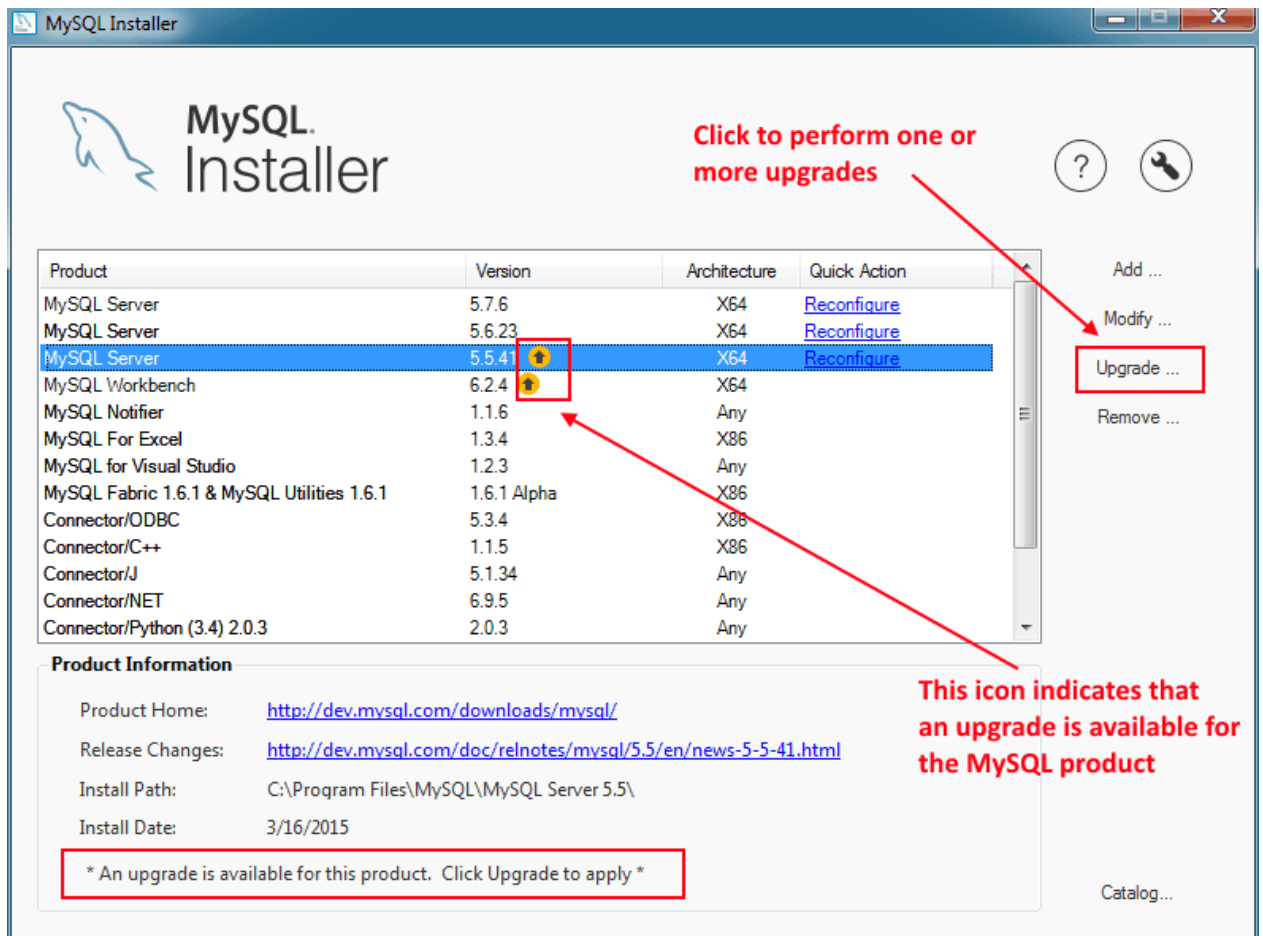 MySQL Installer
MySQL.
Installer
Click to perform one or
more upgrades
?
Product Version Architecture Quick Action
MySQL Server 5.7.6 X64 Reconfigure
MySQL Server 5.6.23 X64 Reconfigure
MySQL Server 5.5.41 X64 Reconfigure
MySQL Workbench 6.2.4 X64
MySQL Notifier 1.1.6 Any
MySQL For Excel 1.3.4 X86
MySQL for Visual Studio 1.2.3 Any
MySQL Fabric 1.6.1 & MySQL Utilities 1.6.1 1.6.1 Alpha X86
Connector/ODBC 5.3.4 X86
Connector/C++ 1.1.5 X86
Connector/J 5.1.34 Any
Connector/NET 6.9.5 Any
Connector/Python (3.4) 2.0.3 2.0.3 Any
Add ...
Modify ...
Upgrade ...
Remove ...
Product Information
Product Home: http://dev.mysql.com/downloads/mysql/
Release Changes: http://dev.mysql.com/doc/relnotes/mysql/5.5/en/news-5-5-41.html
Install Path: C:\Program Files\MySQL\MySQL Server 5.5\
Install Date: 3/16/2015
* An upgrade is available for this product. Click Upgrade to apply *
This icon indicates that
an upgrade is available for
the MySQL product
Catalog...